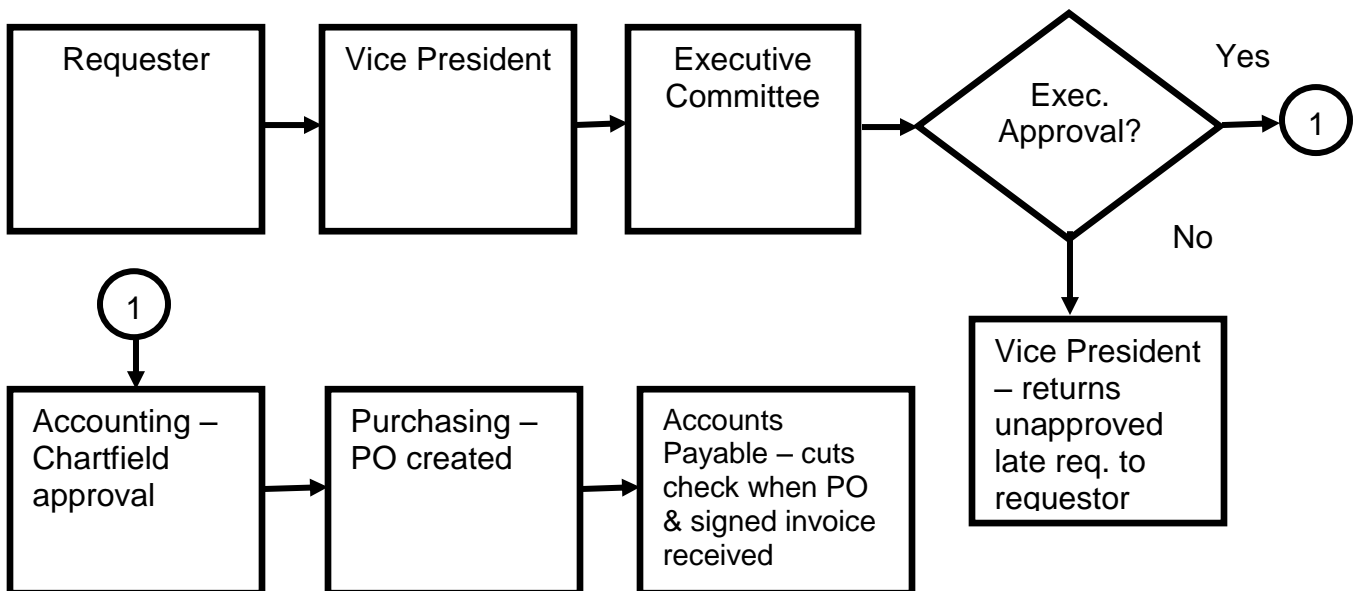 Requester
Vice President
Executive
Committee
Exec.
Approval?
Yes
1
No
1
Vice President
– returns
unapproved
late req. to
requestor
Accounting –
Chartfield
approval
Purchasing –
PO created
Accounts
Payable – cuts
check when PO
& signed invoice
received